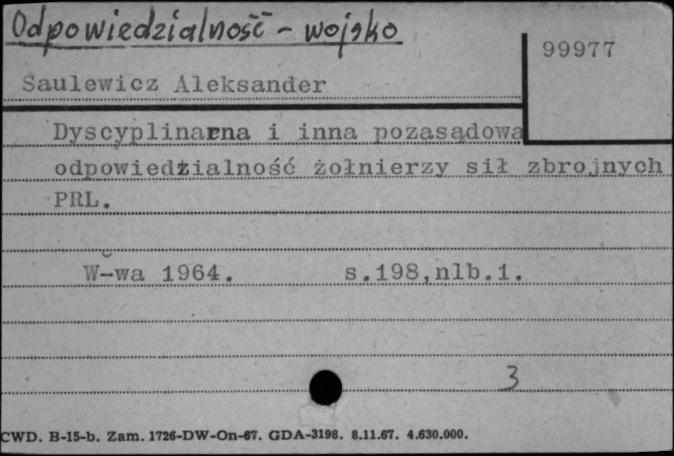 Odpowiedzialność - wojsko
99977
Saulewicz Aleksander
Dyscyplinarna i inna pozasądowa
odpowiedzialność żołnierzy sił zbrojnych
PRL.
W-wa 1964. s.198,nlb.1.
3
CWD. B-15-b. Zam. 1726-DW-On-67. GDA-3198. 8.11.67. 4.630.000.